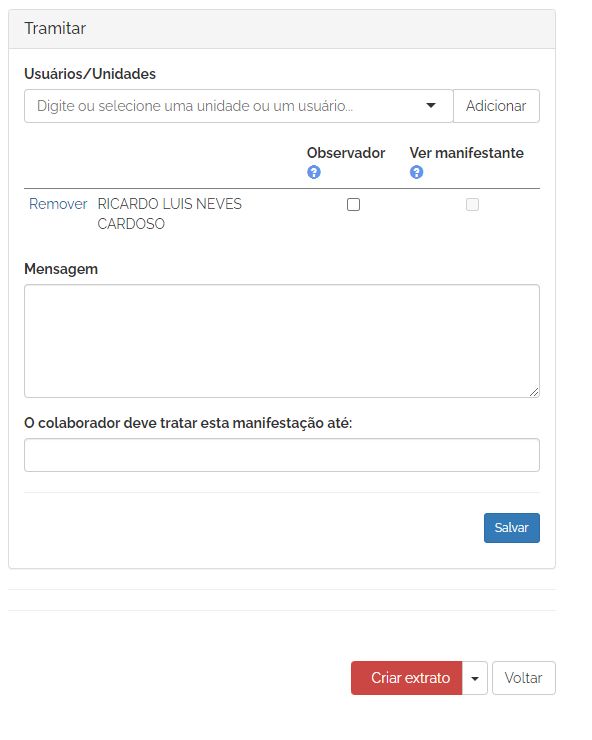 Tramitar
Usuários/Unidades
Digite ou selecione uma unidade ou um usuário...
Adicionar
Observador
Ver manifestante
Remover RICARDO LUIS NEVES
CARDOSO
Mensagem
O colaborador deve tratar esta manifestação até:
Salvar
Criar extrato
Voltar